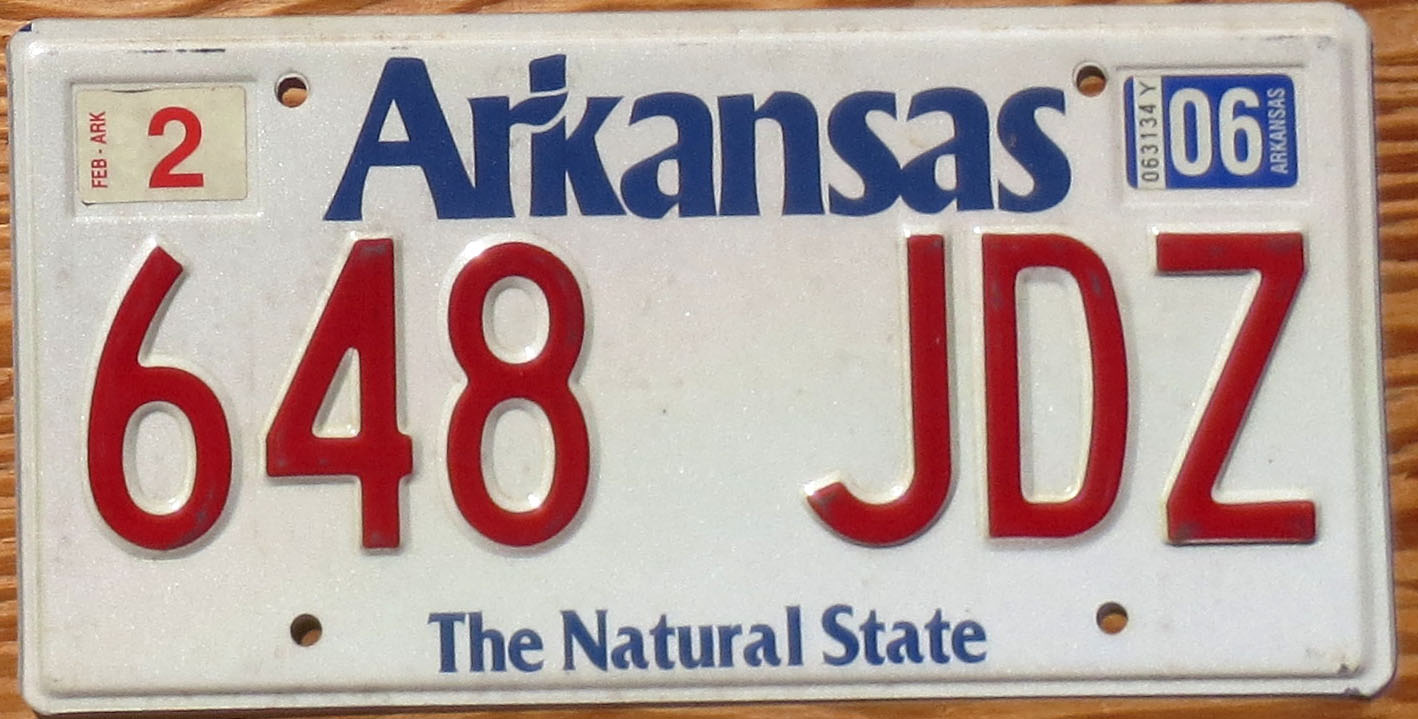 FEB - ARK
2
Arkansas
063134 Y
06
ARKANSAS
648 JDZ
The Natural State